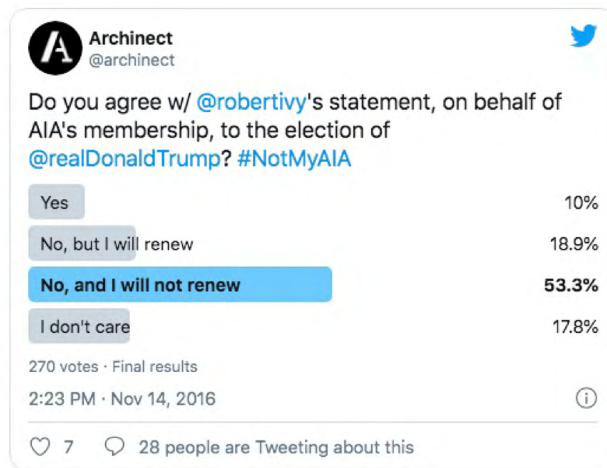 Archinect
@archinect
Do you agree w/ @robertivy's statement, on behalf of
AIA's membership, to the election of
@realDonaldTrump? #NotMyAIA
Yes 10%
No, but I will renew 18.9%
No, and I will not renew 53.3%
I don't care 17.8%
270 votes · Final results
2:23 PM · Nov 14, 2016
7 28 people are Tweeting about this